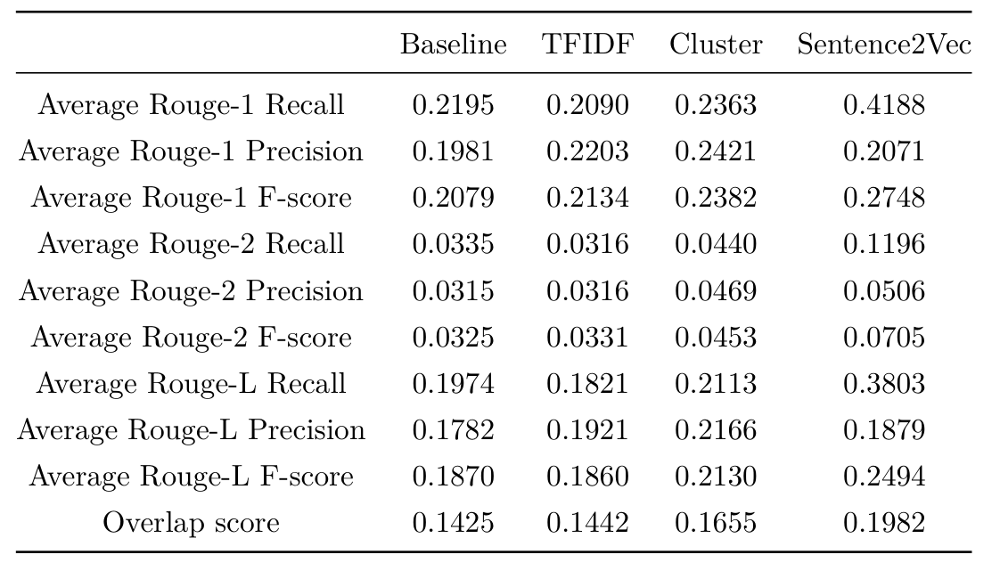 Baseline TFIDF Cluster Sentence2Vec
Average Rouge-1 Recall 0.2195 0.2090 0.2363 0.4188
Average Rouge-1 Precision 0.1981 0.2203 0.2421 0.2071
Average Rouge-1 F-score 0.2079 0.2134 0.2382 0.2748
Average Rouge-2 Recall 0.0335 0.0316 0.0440 0.1196
Average Rouge-2 Precision 0.0315 0.0316 0.0469 0.0506
Average Rouge-2 F-score 0.0325 0.0331 0.0453 0.0705
Average Rouge-L Recall 0.1974 0.1821 0.2113 0.3803
Average Rouge-L Precision 0.1782 0.1921 0.2166 0.1879
Average Rouge-L F-score 0.1870 0.1860 0.2130 0.2494
Overlap score 0.1425 0.1442 0.1655 0.1982